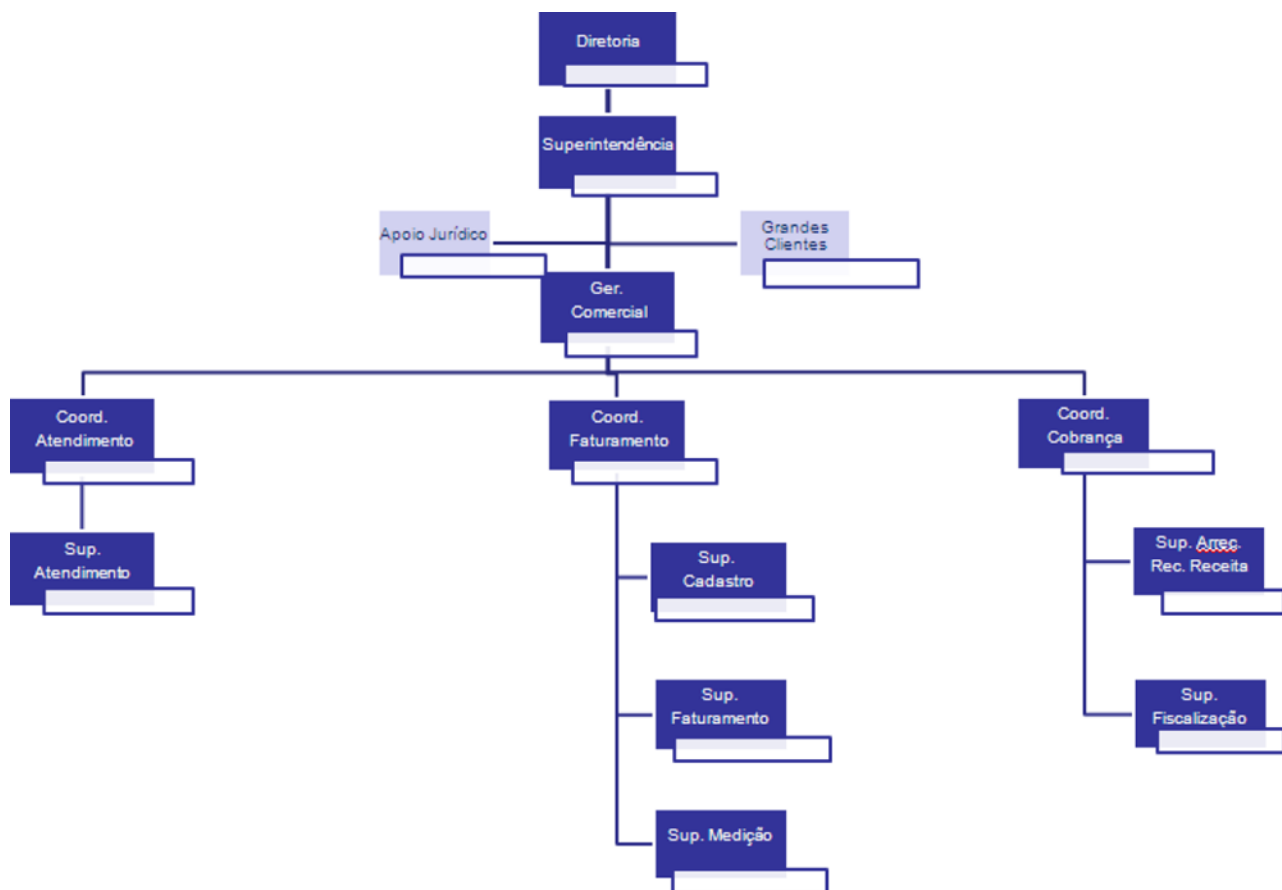 Diretoria
Superintendência
Apoio Jurídico
Grandes
Clientes
Ger.
Comercial
Coord.
Atendimento
Coord.
Faturamento
Coord.
Cobrança
Sup.
Atendimento
Sup.
Cadastro
Sup. Arrec.
Rec. Receita
Sup.
Faturamento
Sup.
Fiscalização
Sup. Medição